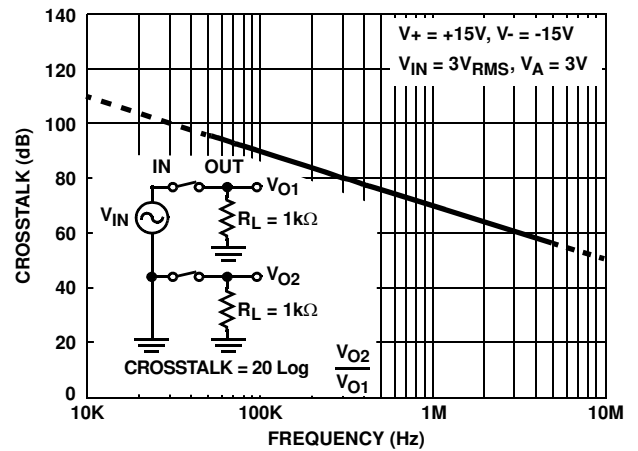 140
120
100
80
60
40
20
0
CROSSTALK (dB)
V+ = +15V, V- = -15V
VIN = 3VRMS, VA = 3V
IN OUT
VO1
VIN
RL = 1kΩ
VO2
RL = 1kΩ
CROSSTALK = 20 Log VO2
VO1
10K 100K 1M 10M
FREQUENCY (Hz)